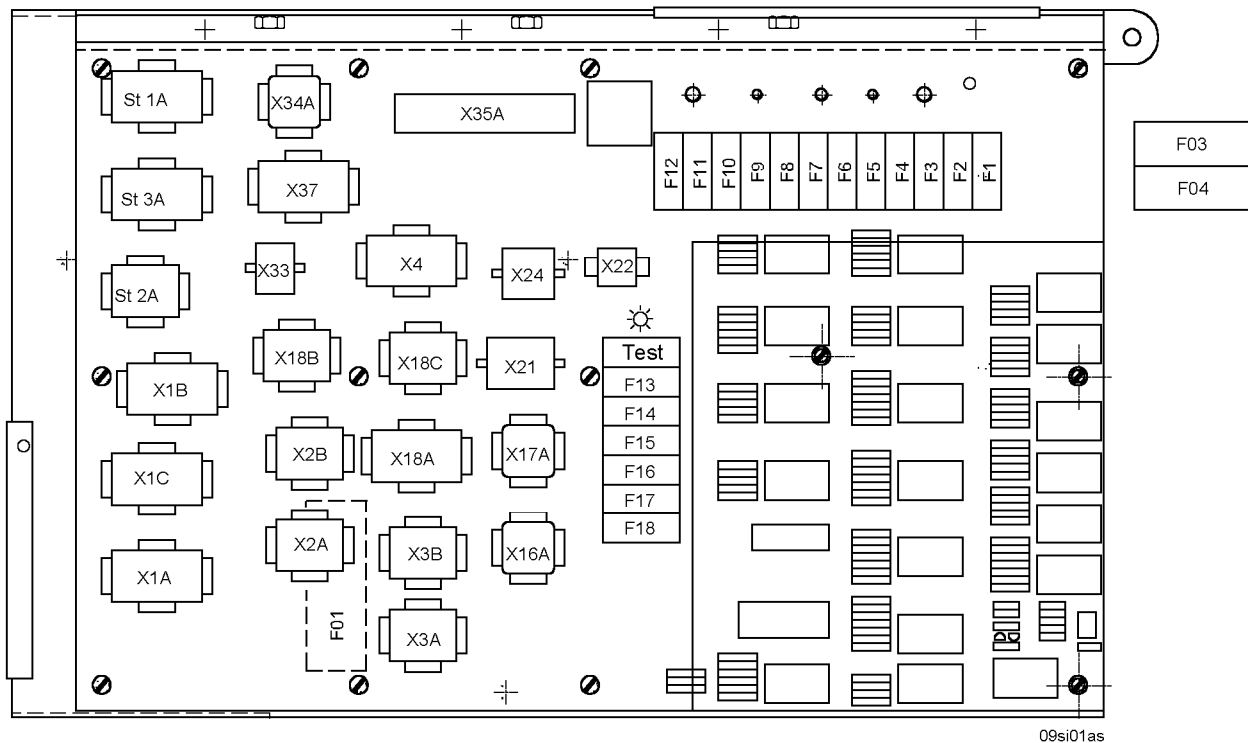 St 1A
X34A
X35A
F12
F11
F10
F9
F8
F7
F6
F5
F4
F3
F2
F1
F03
F04
St 3A
X37
X33
X4
X24
X22
St 2A
X18B
X18C
X21
Test
F13
F14
F15
F16
F17
F18
X1B
X2B
X18A
X17A
X1C
X2A
X3B
X16A
X1A
F01
X3A
09si01as